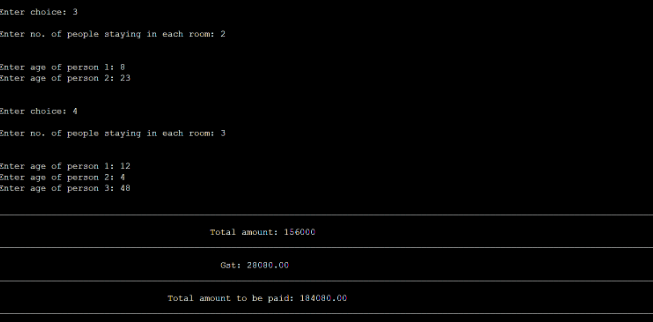 Enter choice: 3
Enter no. of people staying in each room: 2
Enter age of person 1: 8
Enter age of person 2: 23
Enter choice: 4
Enter no. of people staying in each room: 3
Enter age of person 1: 12
Enter age of person 2: 4
Enter age of person 3: 48
Total amount: 156000
Gst: 28080.00
Total amount to be paid: 184080.00